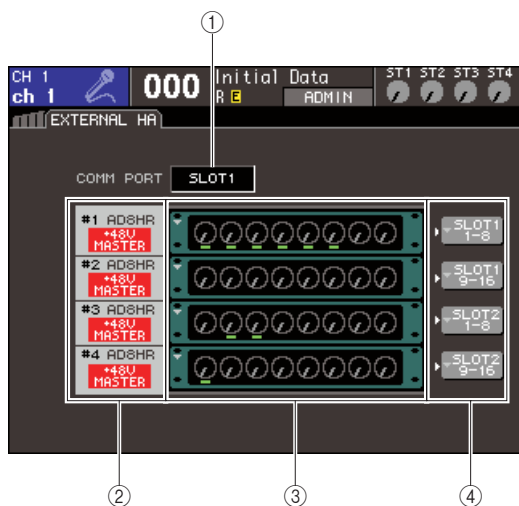 ①
CH 1
ch 1
000
Initial Data
R E
ADMIN
ST1 ST2 ST3 ST4
EXTERNAL HA
COMM PORT
SLOT1
#1 AD8HR
+48V
MASTER
SLOT1
1-8
#2 AD8HR
+48V
MASTER
SLOT1
9-16
#3 AD8HR
+48V
MASTER
SLOT2
1-8
#4 AD8HR
+48V
MASTER
SLOT2
9-16
② ③ ④